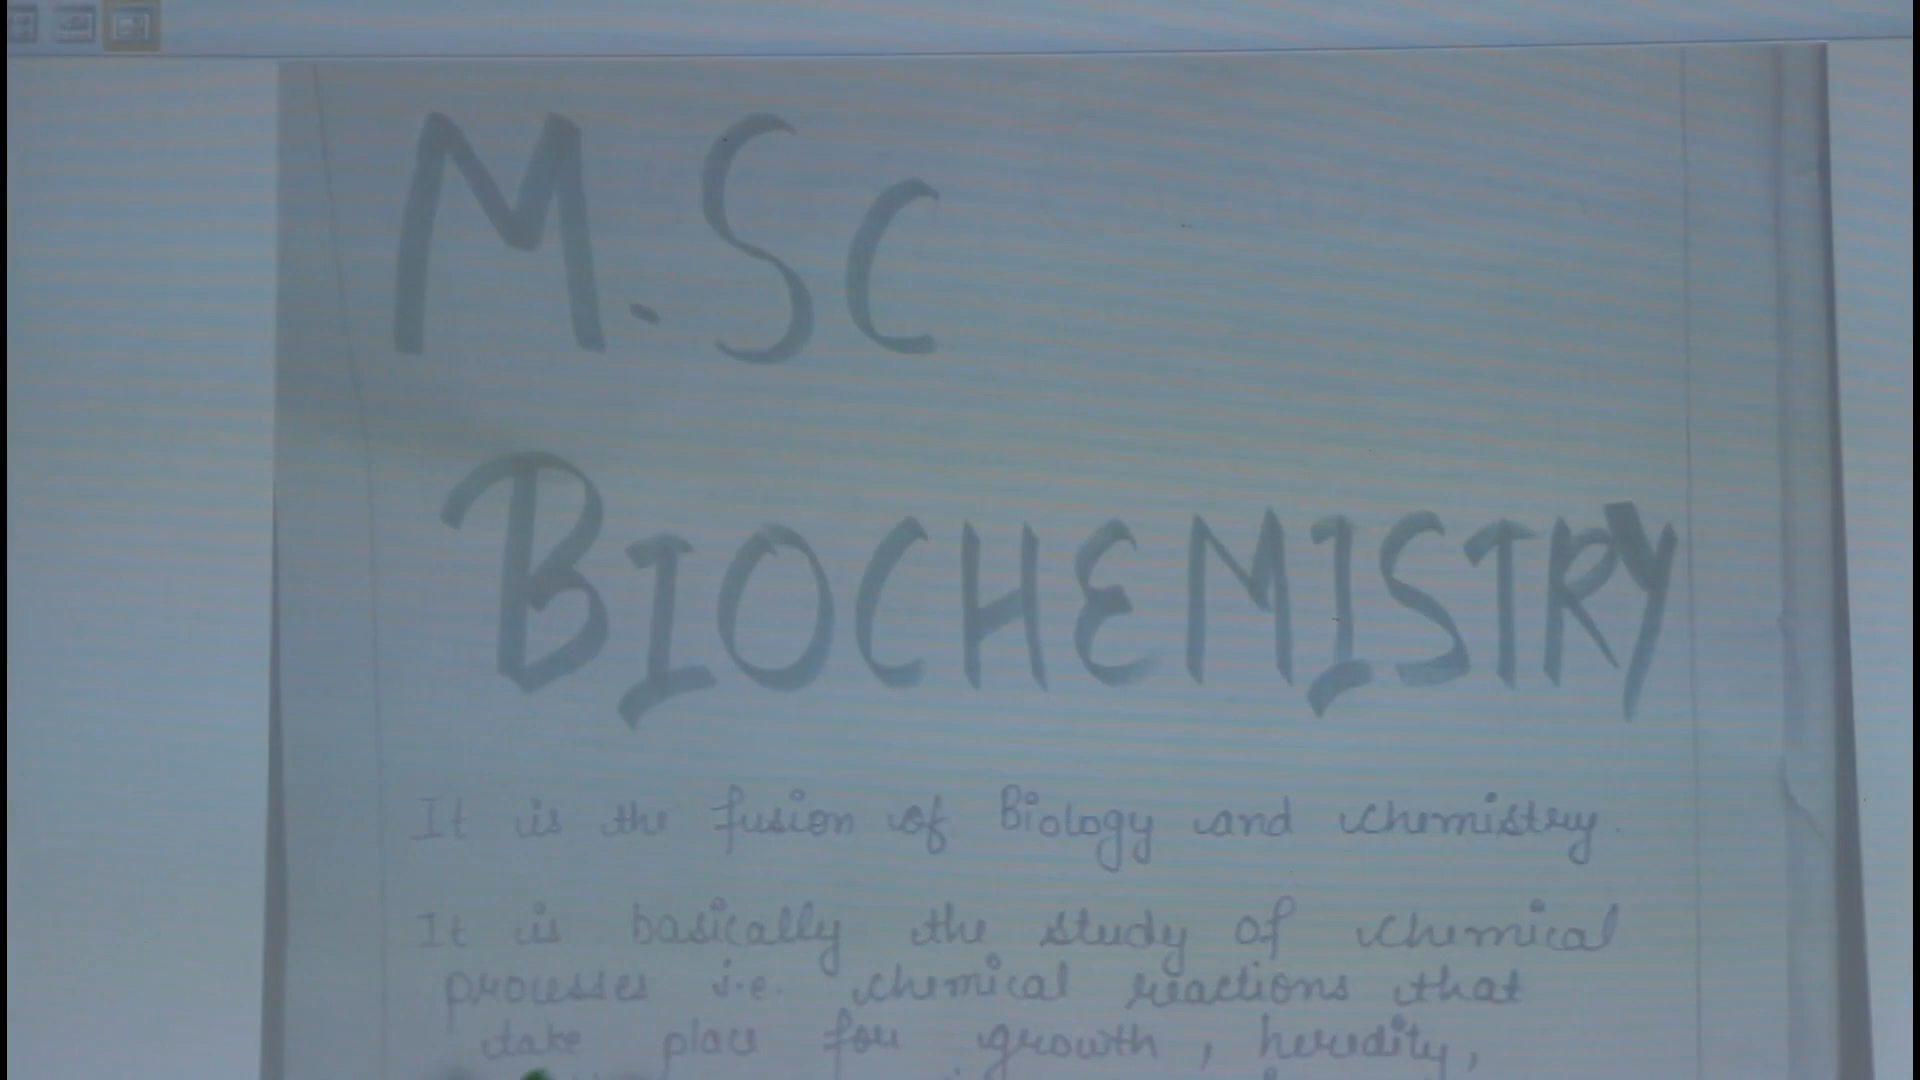 M.Sc
BIOCHEMISTRY
It is the fusion of Biology and chemistry.
It is basically the study of chemical
processes i.e. chemical reactions that
take place for growth, heredity,